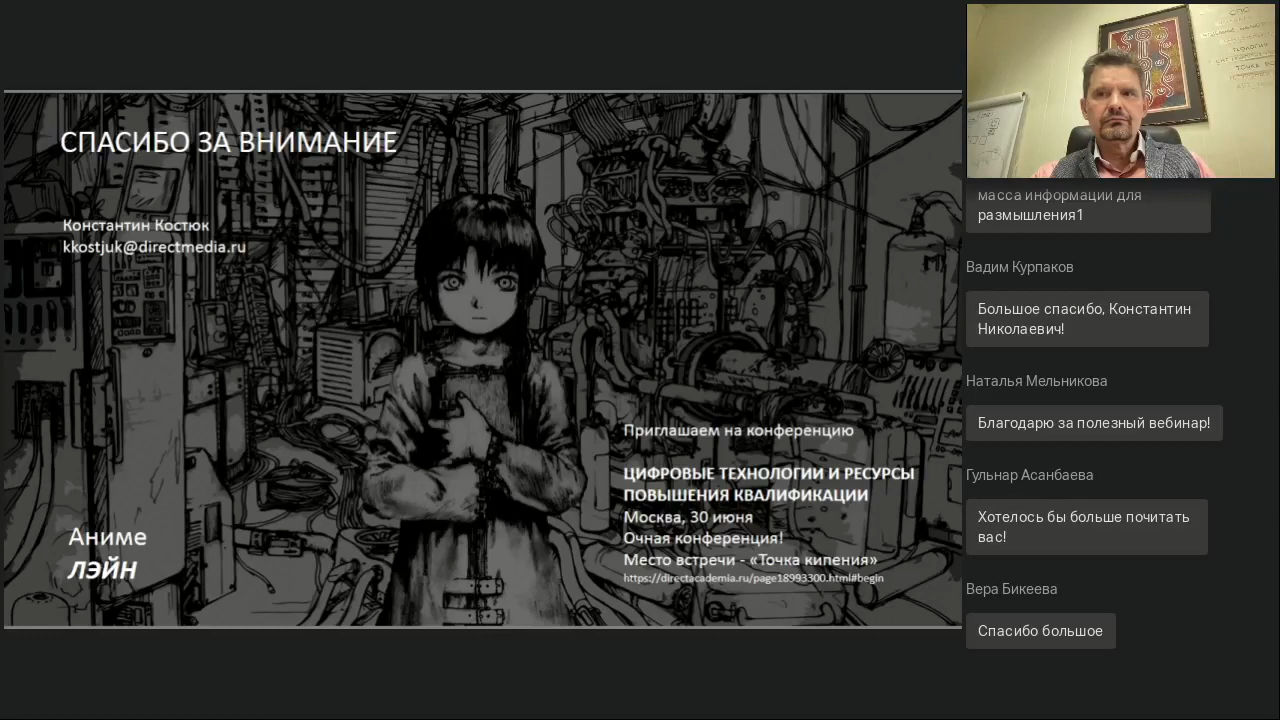 СПАСИБО ЗА ВНИМАНИЕ
Константин Костюк
kkostjuk@directmedia.ru
Аниме
ЛЭЙН
Приглашаем на конференцию
ЦИФРОВЫЕ ТЕХНОЛОГИИ И РЕСУРСЫ
ПОВЫШЕНИЯ КВАЛИФИКАЦИИ
Москва, 30 июня
Очная конференция!
Место встречи - «Точка кипения»
https://directacademia.ru/page18993300.html#begin
СПО
ТЕОЛОГИЯ
масса информации для
размышления1
Вадим Курпаков
Большое спасибо, Константин
Николаевич!
Наталья Мельникова
Благодарю за полезный вебинар!
Гульнар Асанбаева
Хотелось бы больше почитать
вас!
Вера Бикеева
Спасибо большое